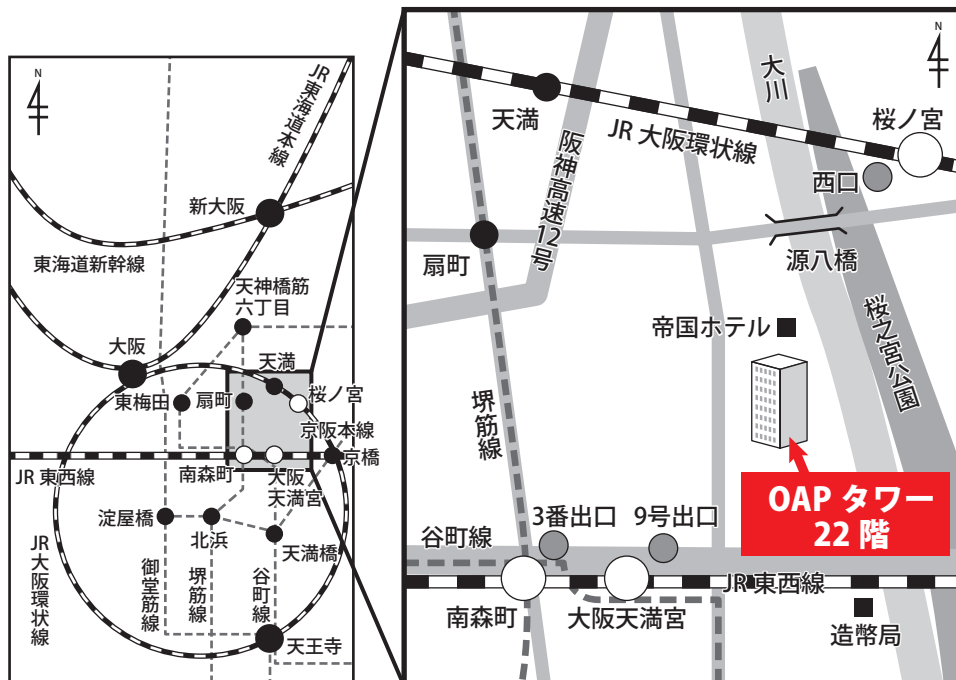 N
JR東海道本線
新大阪
東海道新幹線
天神橋筋
六丁目
大阪
天満
東梅田
扇町
桜ノ宮
京阪本線
京橋
JR 東西線
南森町
大阪
天満宮
淀屋橋
北浜
天満橋
JR大阪環状線
御堂筋線
堺筋線
谷町線
天王寺
N
大川
天満
JR 大阪環状線
桜ノ宮
西口
阪神高速12号
扇町
源八橋
帝国ホテル
桜之宮公園
堺筋線
OAP タワー
22 階
3番出口
9号出口
谷町線
JR 東西線
南森町
大阪天満宮
造幣局